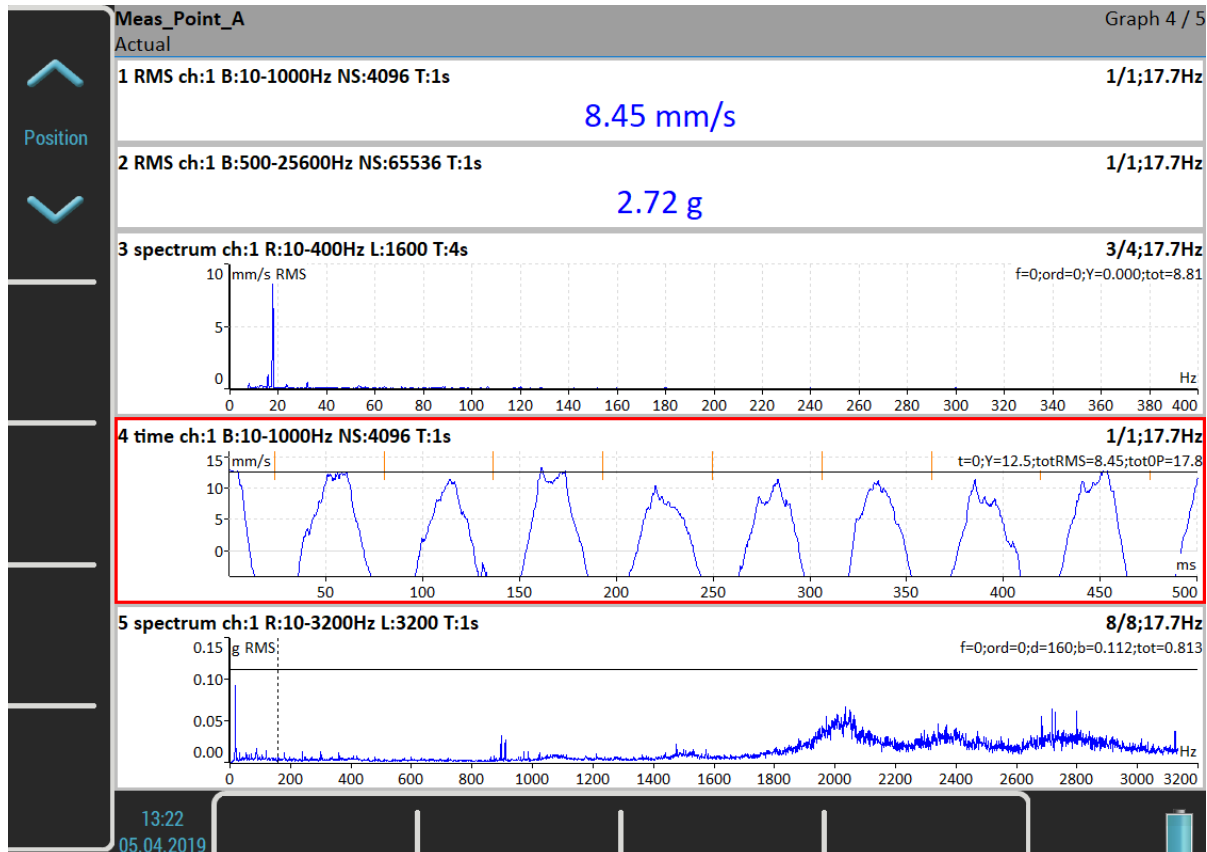 Meas_Point_A Graph 4 / 5
Actual
Position
1 RMS ch:1 B:10-1000Hz NS:4096 T:1s 1/1;17.7Hz
8.45 mm/s
2 RMS ch:1 B:500-25600Hz NS:65536 T:1s 1/1;17.7Hz
2.72 g
3 spectrum ch:1 R:10-400Hz L:1600 T:4s 3/4;17.7Hz
10 mm/s RMS f=0;ord=0;Y=0.000;tot=8.81
5
0 Hz
0 20 40 60 80 100 120 140 160 180 200 220 240 260 280 300 320 340 360 380 400
4 time ch:1 B:10-1000Hz NS:4096 T:1s 1/1;17.7Hz
15 mm/s t=0;Y=12.5;totRMS=8.45;tot0P=17.8
10
5
0
ms
50 100 150 200 250 300 350 400 450 500
5 spectrum ch:1 R:10-3200Hz L:3200 T:1s 8/8;17.7Hz
0.15 g RMS f=0;ord=0;d=160;b=0.112;tot=0.813
0.10
0.05
0.00 Hz
0 200 400 600 800 1000 1200 1400 1600 1800 2000 2200 2400 2600 2800 3000 3200
13:22
05.04.2019